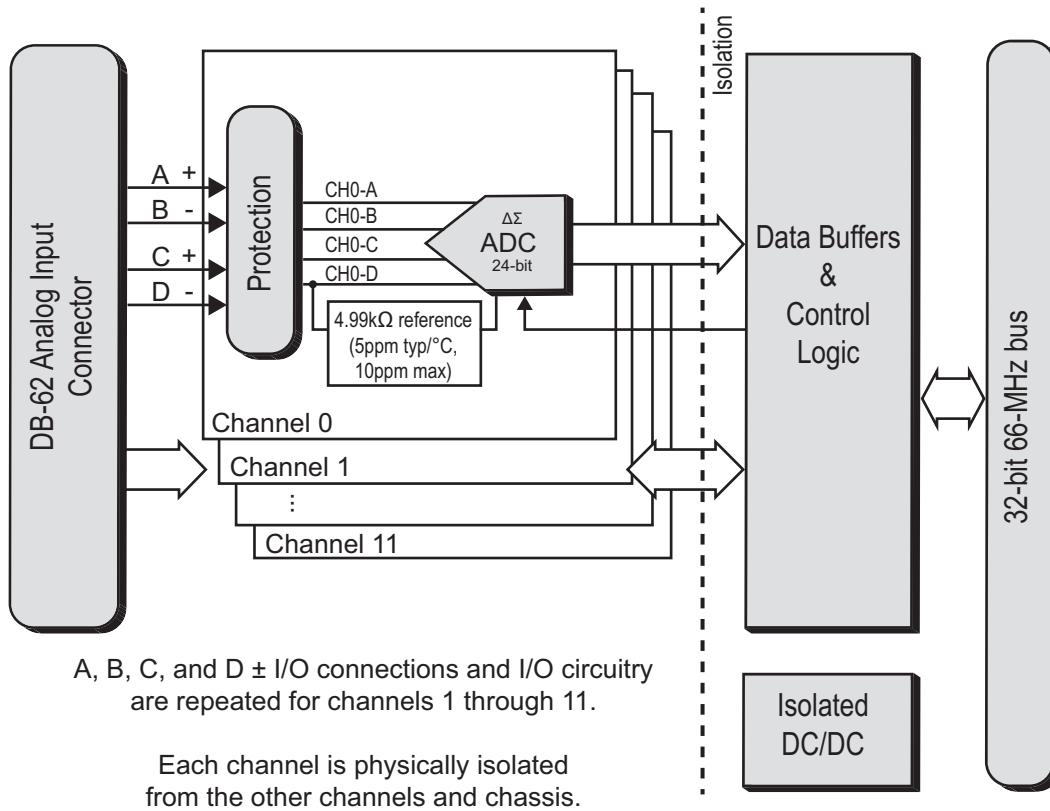 DB-62 Analog Input
Connector
A +
B -
C +
D -
Protection
CH0-A
CH0-B
CH0-C
CH0-D
ΔΣ
ADC
24-bit
4.99kΩ reference
(5ppm typ/°C,
10ppm max)
Channel 0
Channel 1
...
Channel 11
Isolation
Data Buffers
&
Control
Logic
Isolated
DC/DC
32-bit 66-MHz bus
A, B, C, and D ± I/O connections and I/O circuitry
are repeated for channels 1 through 11.
Each channel is physically isolated
from the other channels and chassis.